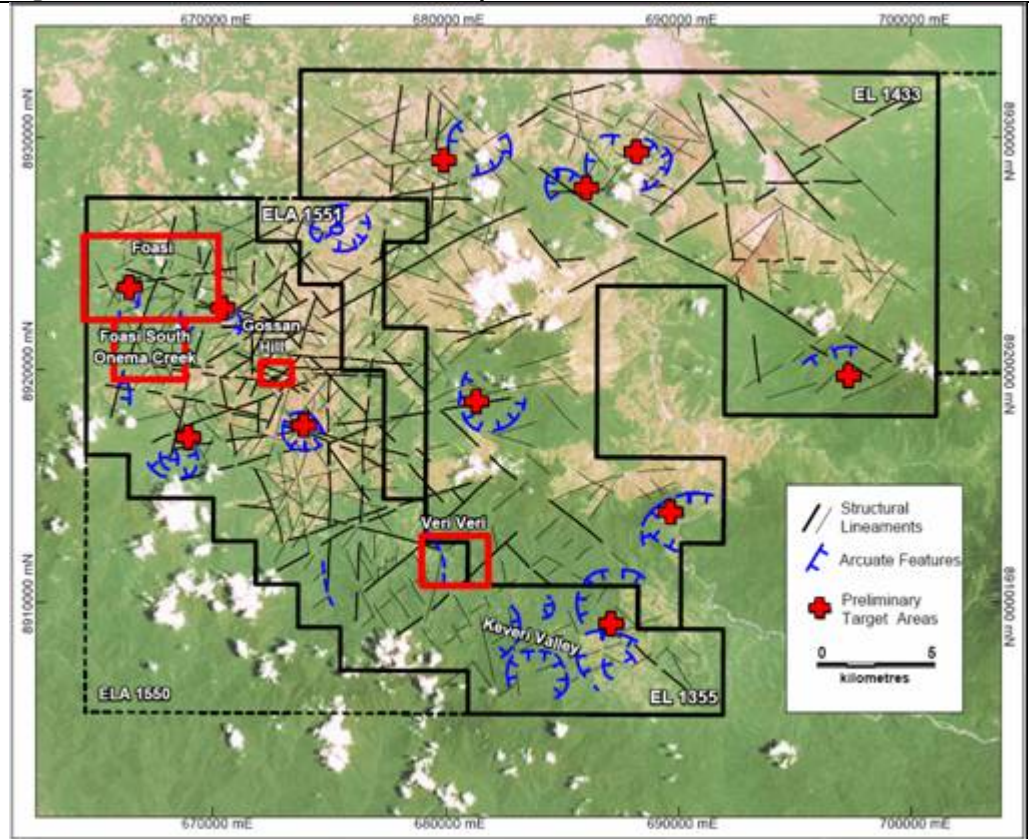 670000 mE
680000 mE
690000 mE
700000 mE
8930000 mN
8930000 mN
EL 1433
ELA 1551
Foasi
Gossan
Hill
Foasi South
Onema Creek
8920000 mN
8920000 mN
Veri Veri
Structural
Lineaments
Arcuate Features
Preliminary
Target Areas
0 5
kilometres
8910000 mN
8910000 mN
Keveri Valley
ELA 1550
EL 1355
670000 mE
680000 mE
690000 mE
700000 mE